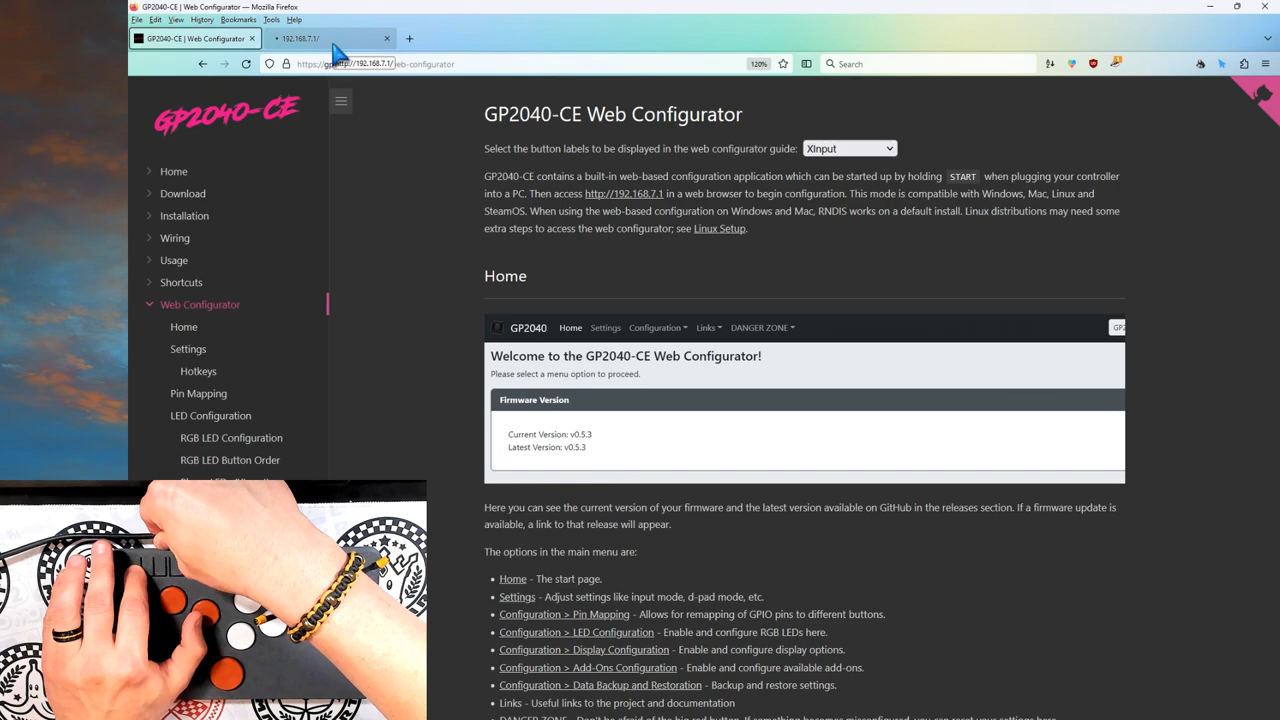 GP2040-CE | Web Configurator — Mozilla Firefox
File Edit View History Bookmarks Tools Help
GP2040-CE | Web Configurator
192.168.7.1/
http://192.168.7.1/
120%
Search
GP2040-CE
Home
Download
Installation
Wiring
Usage
Shortcuts
Web Configurator
Home
Settings
Hotkeys
Pin Mapping
LED Configuration
RGB LED Configuration
RGB LED Button Order
GP2040-CE Web Configurator
Select the button labels to be displayed in the web configurator guide: XInput
GP2040-CE contains a built-in web-based configuration application which can be started up by holding START when plugging your controller
into a PC. Then access http://192.168.7.1 in a web browser to begin configuration. This mode is compatible with Windows, Mac, Linux and
SteamOS. When using the web-based configuration on Windows and Mac, RNDIS works on a default install. Linux distributions may need some
extra steps to access the web configurator; see Linux Setup.
Home
GP2040 Home Settings Configuration Links DANGER ZONE
Welcome to the GP2040-CE Web Configurator!
Please select a menu option to proceed.
Firmware Version
Current Version: v0.5.3
Latest Version: v0.5.3
Here you can see the current version of your firmware and the latest version available on GitHub in the releases section. If a firmware update is
available, a link to that release will appear.
The options in the main menu are:
• Home - The start page.
• Settings - Adjust settings like input mode, d-pad mode, etc.
• Configuration > Pin Mapping - Allows for remapping of GPIO pins to different buttons.
• Configuration > LED Configuration - Enable and configure RGB LEDs here.
• Configuration > Display Configuration - Enable and configure display options.
• Configuration > Add-Ons Configuration - Enable and configure available add-ons.
• Configuration > Data Backup and Restoration - Backup and restore settings.
• Links - Useful links to the project and documentation